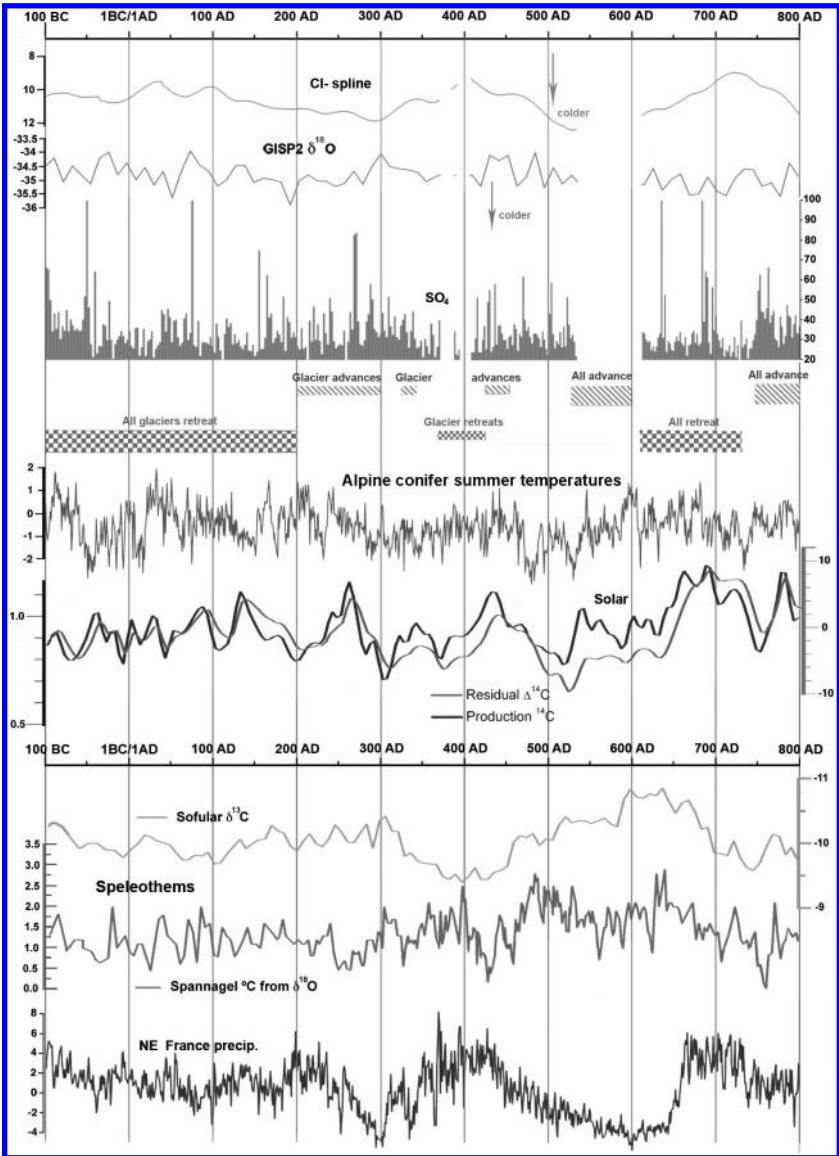 100 BC 1BC/1AD 100 AD 200 AD 300 AD 400 AD 500 AD 600 AD 700 AD 800 AD
8
Cl- spline
10
colder
12
-33.5
GISP2 δ¹⁸O
-34
-34.5
-35
-35.5
-36
colder
100
90
80
70
SO₄
60
50
40
30
20
Glacier advances Glacier advances All advance All advance
All glaciers retreat Glacier retreats All retreat
2
Alpine conifer summer temperatures
1
0
-1
-2
10
1.0
Solar
0
Residual Δ¹⁴C
-10
Production ¹⁴C
0.5
100 BC 1BC/1AD 100 AD 200 AD 300 AD 400 AD 500 AD 600 AD 700 AD 800 AD
-11
Sofular δ¹³C
-10
3.5
3.0
Speleothems
2.5
-9
2.0
1.5
1.0
0.5
0.0
Spannagel ºC from δ¹⁸O
8
NE France precip.
6
4
2
0
-2
-4